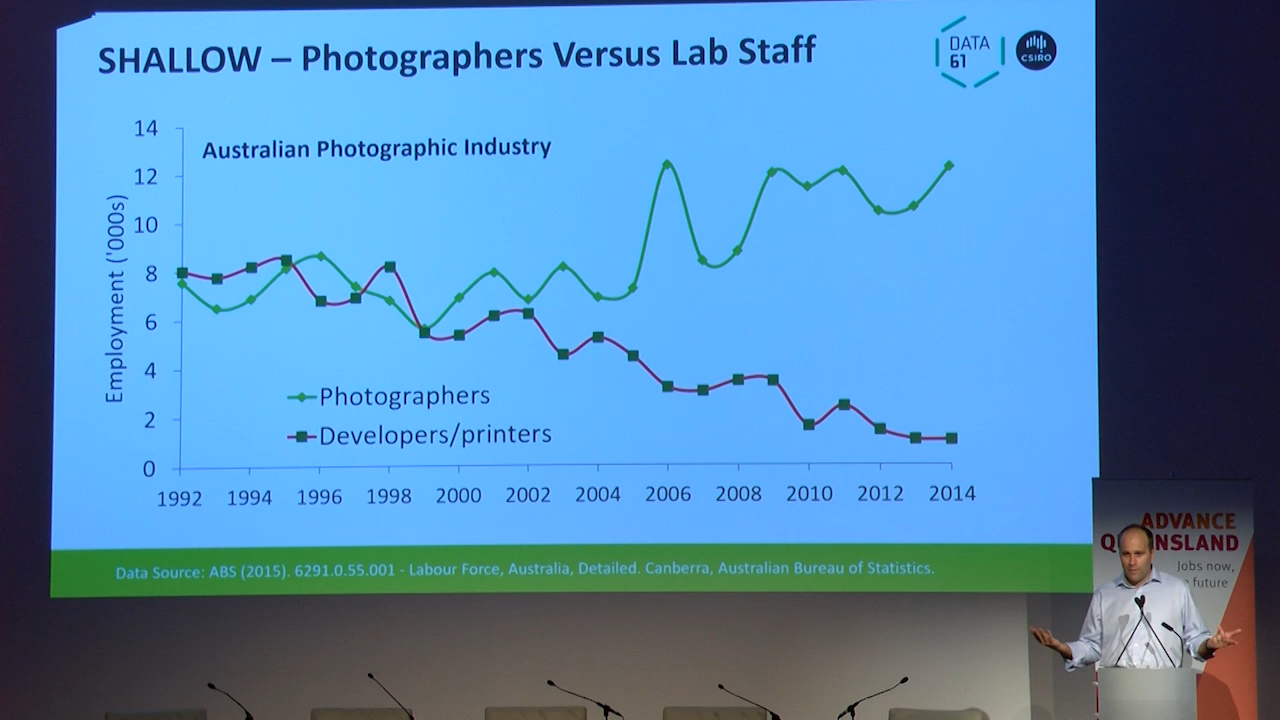 SHALLOW – Photographers Versus Lab Staff
DATA
61
CSIRO
Australian Photographic Industry
Employment ('000s)
14
12
10
8
6
4
2
0
Photographers
Developers/printers
1992 1994 1996 1998 2000 2002 2004 2006 2008 2010 2012 2014
Data Source: ABS (2015). 6291.0.55.001 - Labour Force, Australia, Detailed. Canberra, Australian Bureau of Statistics.
ADVANCE
Q NSLAND
Jobs now,
e future